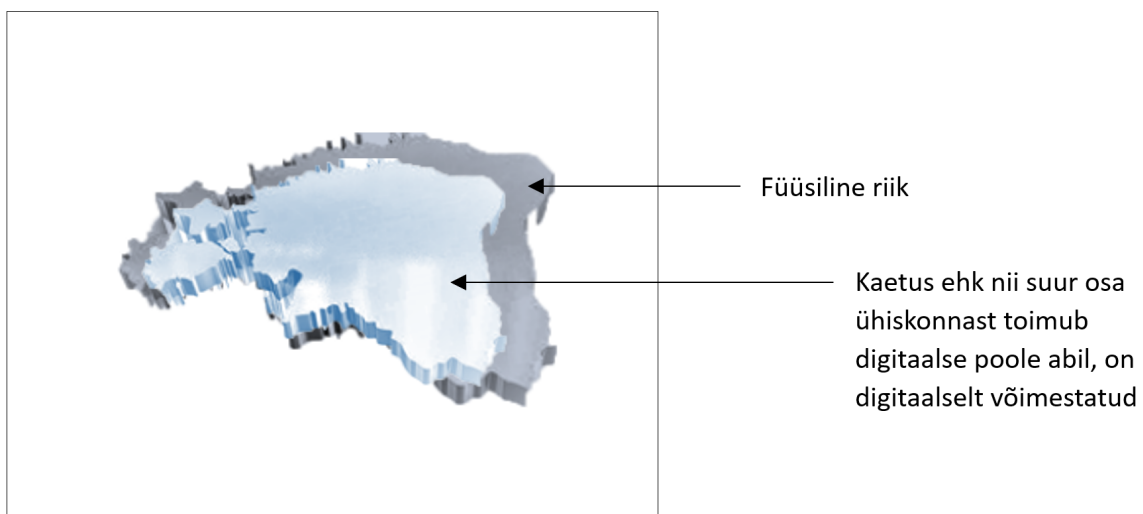 Füüsiline riik
Kaetus ehk nii suur osa
ühiskonnast toimub
digitaalse poole abil, on
digitaalselt võimestatud